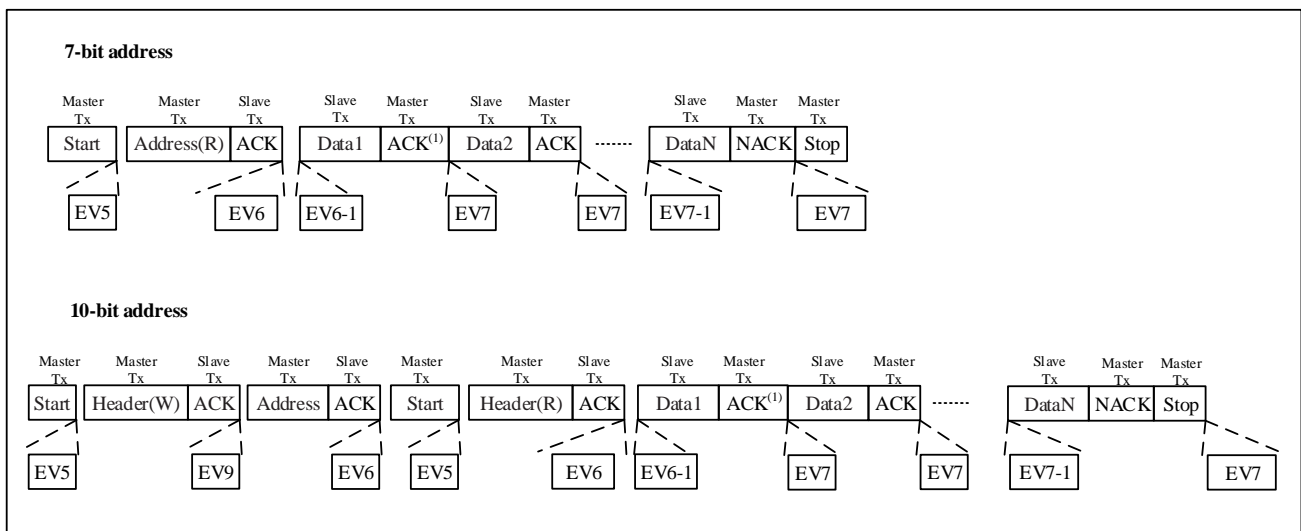 7-bit address
Master Tx Master Tx Slave Tx Slave Tx Master Tx Slave Tx Master Tx Slave Tx Master Tx Master Tx
Start Address(R) ACK Data1 ACK(1) Data2 ACK ....... DataN NACK Stop
EV5 EV6 EV6-1 EV7 EV7 EV7-1 EV7
10-bit address
Master Tx Master Tx Slave Tx Master Tx Slave Tx Master Tx Master Tx Slave Tx Slave Tx Master Tx Slave Tx Master Tx Slave Tx Master Tx Master Tx
Start Header(W) ACK Address ACK Start Header(R) ACK Data1 ACK(1) Data2 ACK ....... DataN NACK Stop
EV5 EV9 EV6 EV5 EV6 EV6-1 EV7 EV7 EV7-1 EV7